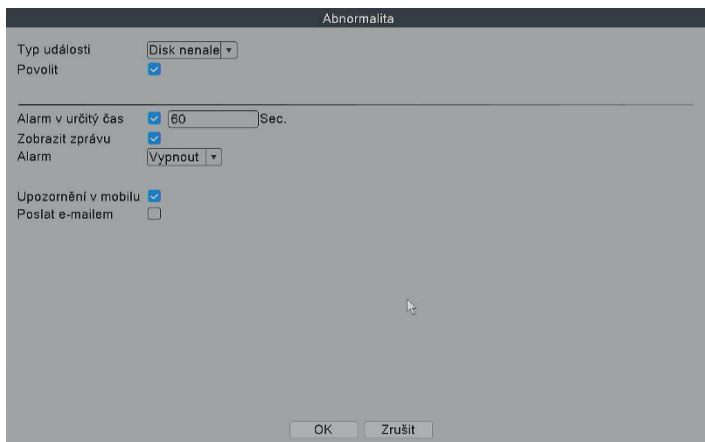 Abnormalita
Typ události Disk nenale
Povolit
Alarm v určitý čas 60 Sec.
Zobrazit zprávu
Alarm Vypnout
Upozornění v mobilu
Poslat e-mailem
OK Zrušit